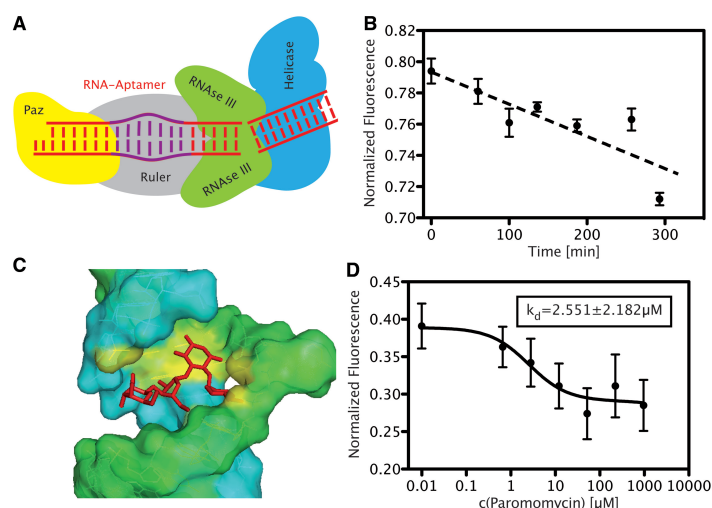 A
RNA-Aptamer
Paz
RNAse III
Helicase
Ruler
RNAse III
B
Normalized Fluorescence
0.82
0.80
0.78
0.76
0.74
0.72
0.70
0
100
200
300
Time [min]
C
D
Normalized Fluorescence
0.45
0.40
0.35
0.30
0.25
0.20
kd=2.551±2.182µM
0.01
0.1
1
10
100
1000
10000
c(Paromomycin) [µM]